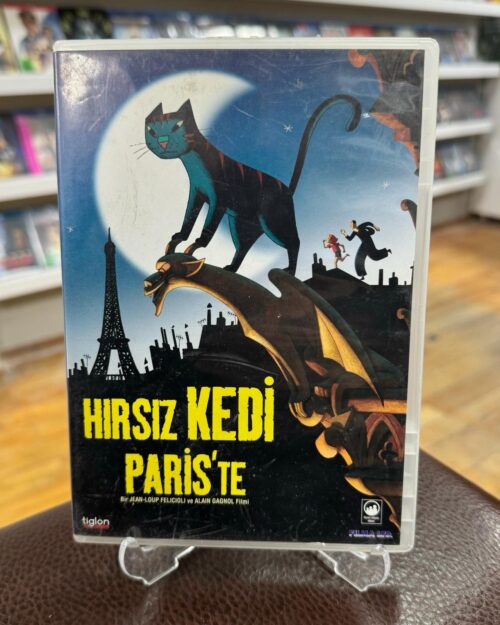 HIRSIZ KEDİ
PARİS'TE
Bir JEAN-LOUP FELICIOLI ve ALAIN GAGNOL Filmi
tiglon